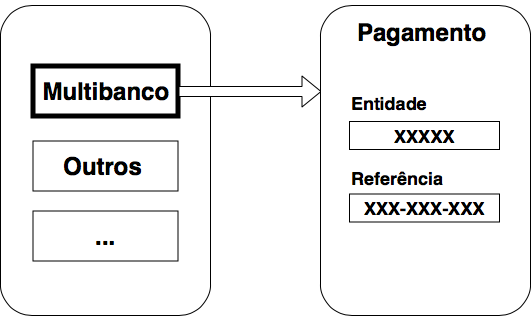 Multibanco
Outros
...
Pagamento
Entidade
XXXXX
Referência
XXX-XXX-XXX